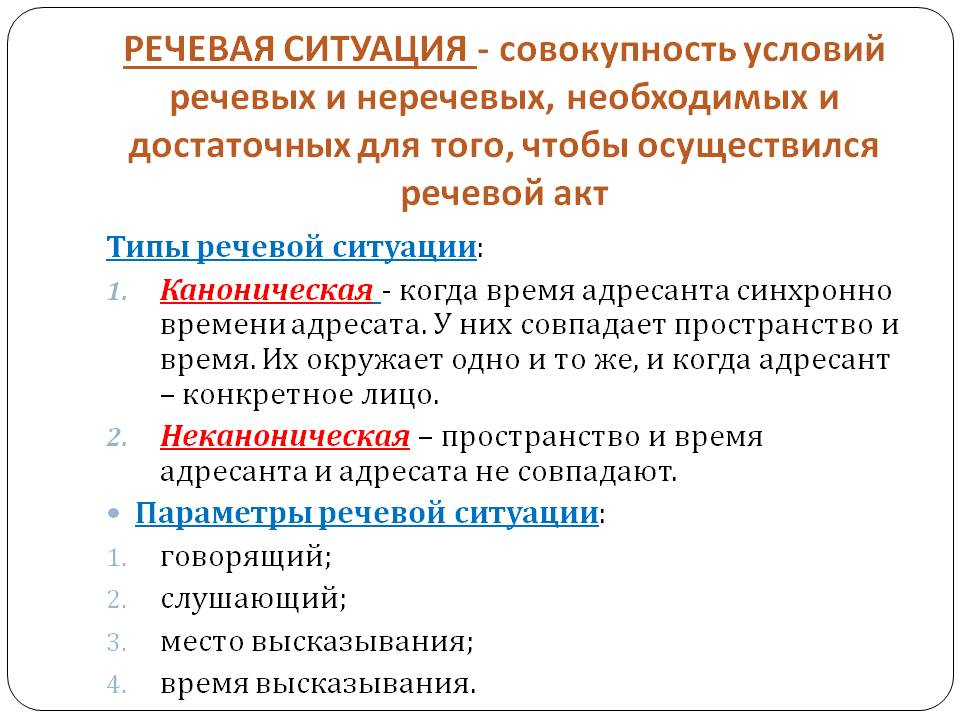 РЕЧЕВАЯ СИТУАЦИЯ - совокупность условий
речевых и неречевых, необходимых и
достаточных для того, чтобы осуществился
речевой акт
Типы речевой ситуации:
1. Каноническая - когда время адресанта синхронно
времени адресата. У них совпадает пространство и
время. Их окружает одно и то же, и когда адресант
– конкретное лицо.
2. Неканоническая – пространство и время
адресанта и адресата не совпадают.
• Параметры речевой ситуации:
1. говорящий;
2. слушающий;
3. место высказывания;
4. время высказывания.